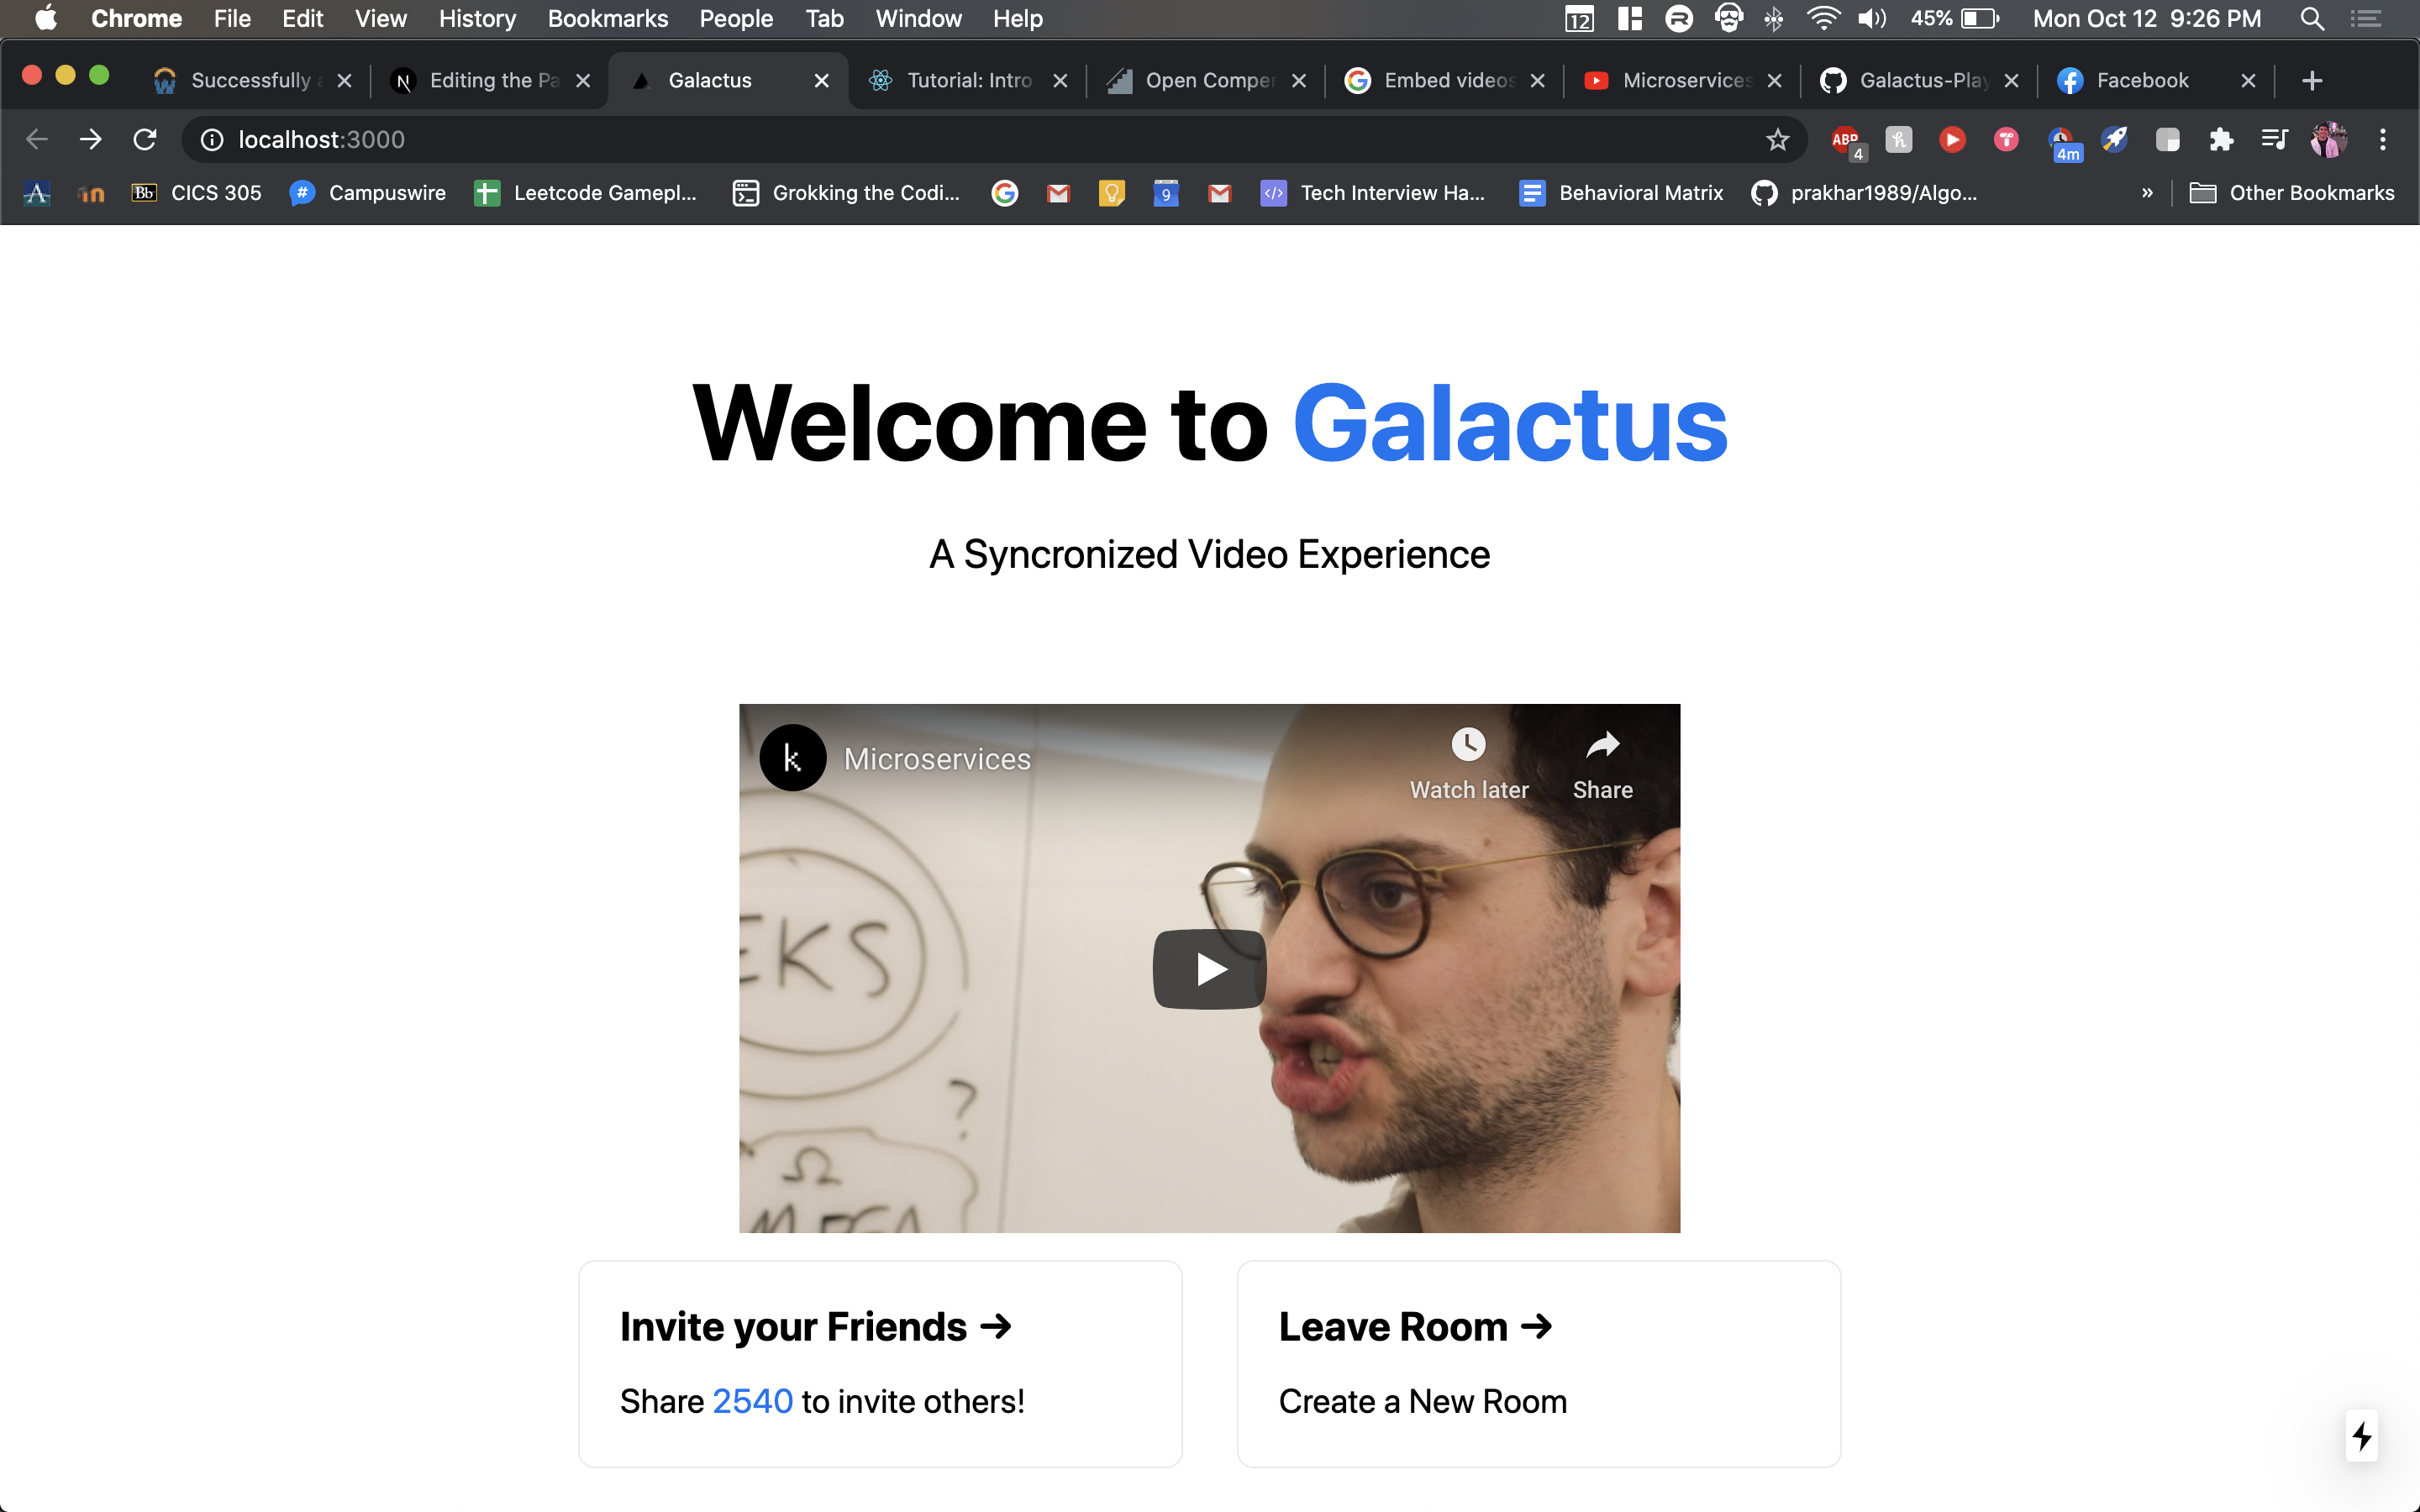 Chrome File Edit View History Bookmarks People Tab Window Help 12 45% Mon Oct 12 9:26 PM
Successfully Editing the Pa Galactus Tutorial: Intro Open Comper Embed videos Microservices Galactus-Play Facebook
localhost:3000 ABP 4 4m
Bb CICS 305 Campuswire Leetcode Gamepl... Grokking the Codi... 9 Tech Interview Ha... Behavioral Matrix prakhar1989/Algo... » Other Bookmarks
Welcome to Galactus
A Syncronized Video Experience
k Microservices
Watch later Share
EKS
?
Ω
MEGA
Invite your Friends →
Share 2540 to invite others!
Leave Room →
Create a New Room